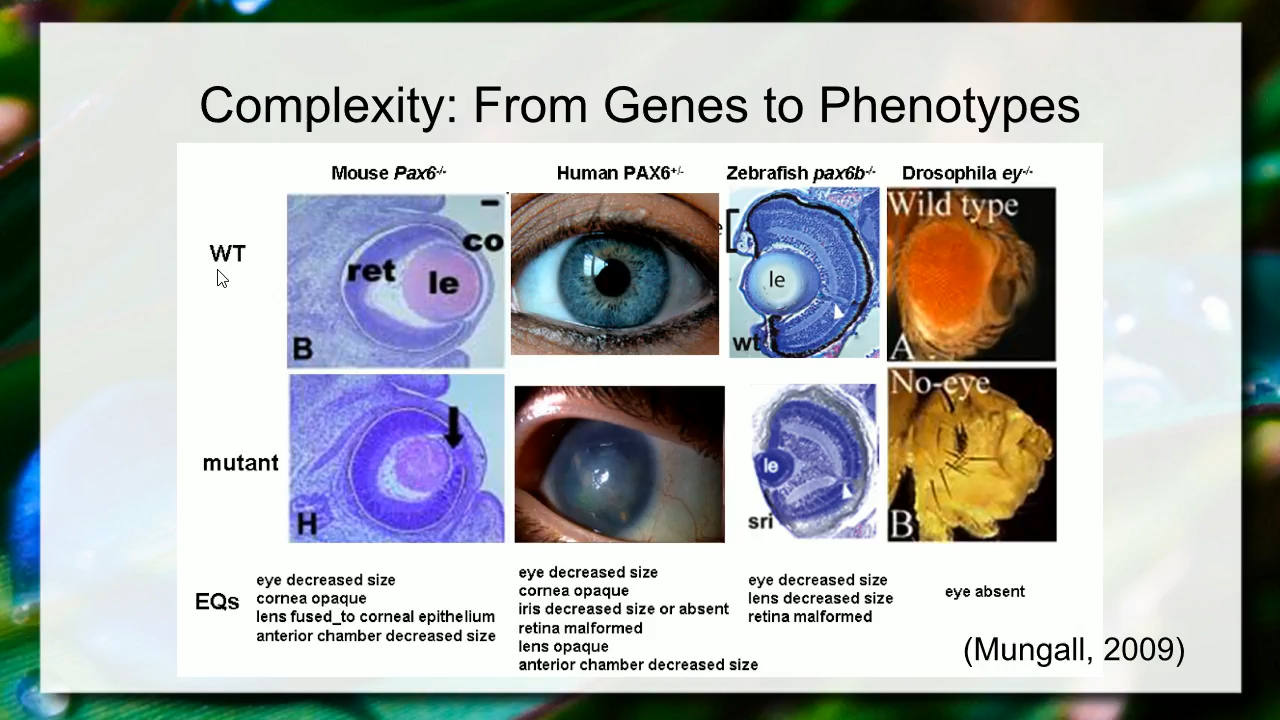 Complexity: From Genes to Phenotypes
Mouse Pax6-/-
Human PAX6+/-
Zebrafish pax6b-/-
Drosophila ey-/-
WT
ret
le
co
B
le
wt
Wild type
A
mutant
H
le
sri
No-eye
B
EQs
eye decreased size
cornea opaque
lens fused_to corneal epithelium
anterior chamber decreased size
eye decreased size
cornea opaque
iris decreased size or absent
retina malformed
lens opaque
anterior chamber decreased size
eye decreased size
lens decreased size
retina malformed
eye absent
(Mungall, 2009)